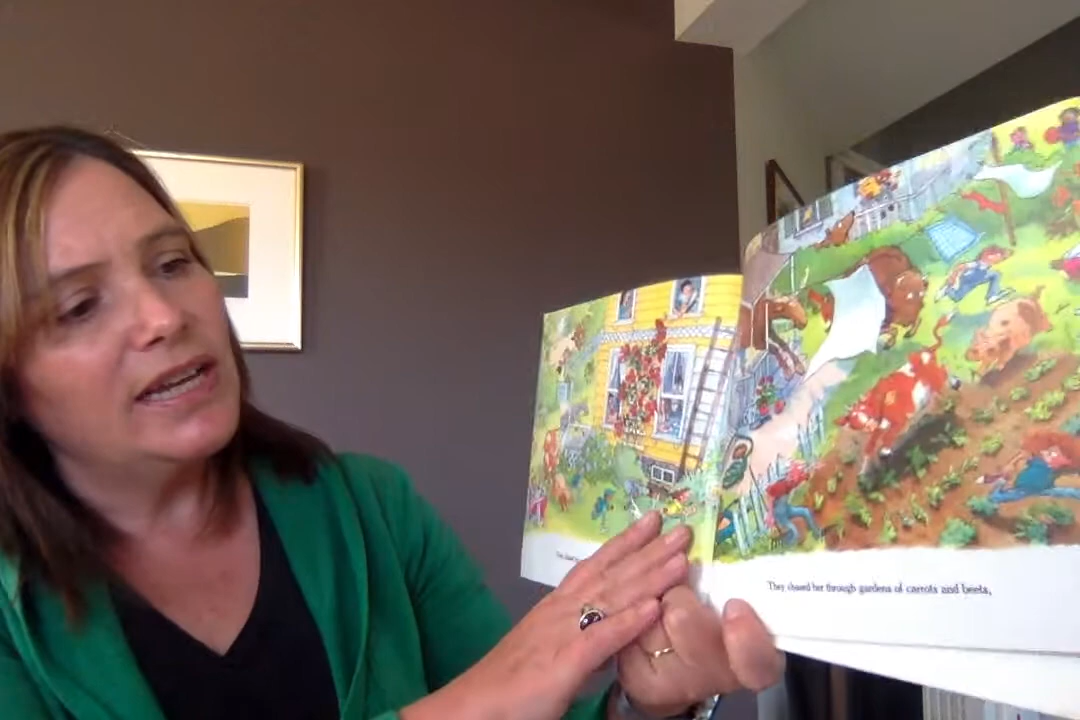 They chased her through gardens of carrots and beets,